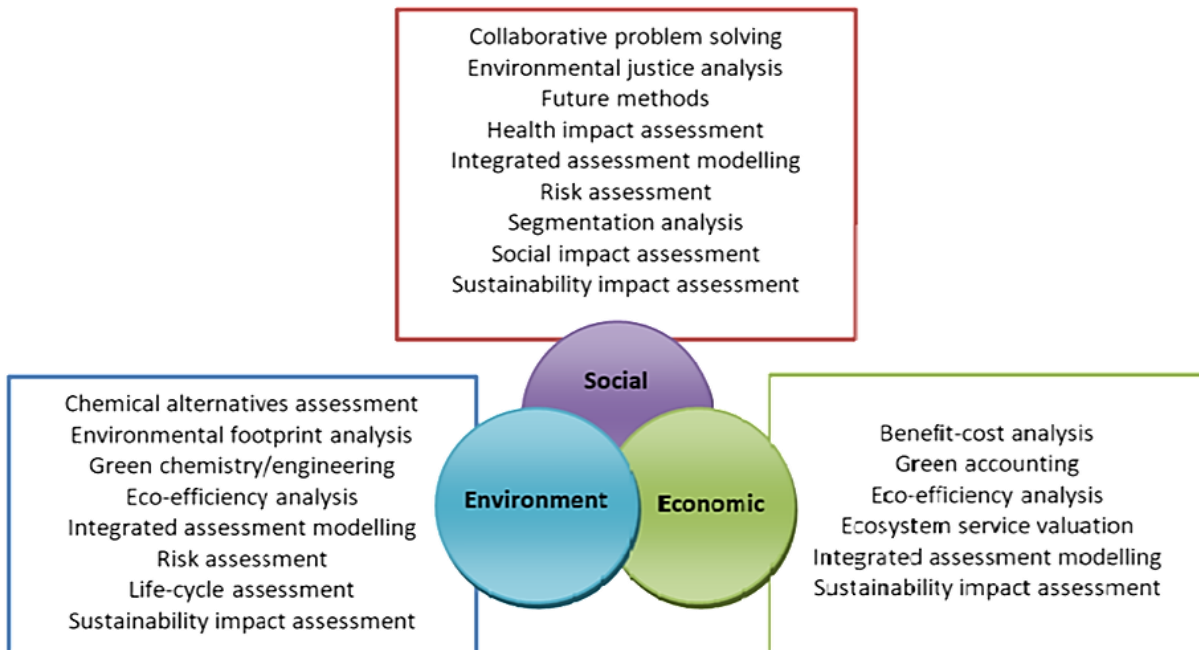 Collaborative problem solving
Environmental justice analysis
Future methods
Health impact assessment
Integrated assessment modelling
Risk assessment
Segmentation analysis
Social impact assessment
Sustainability impact assessment
Social
Chemical alternatives assessment
Environmental footprint analysis
Green chemistry/engineering
Eco-efficiency analysis
Integrated assessment modelling
Risk assessment
Life-cycle assessment
Sustainability impact assessment
Environment
Economic
Benefit-cost analysis
Green accounting
Eco-efficiency analysis
Ecosystem service valuation
Integrated assessment modelling
Sustainability impact assessment